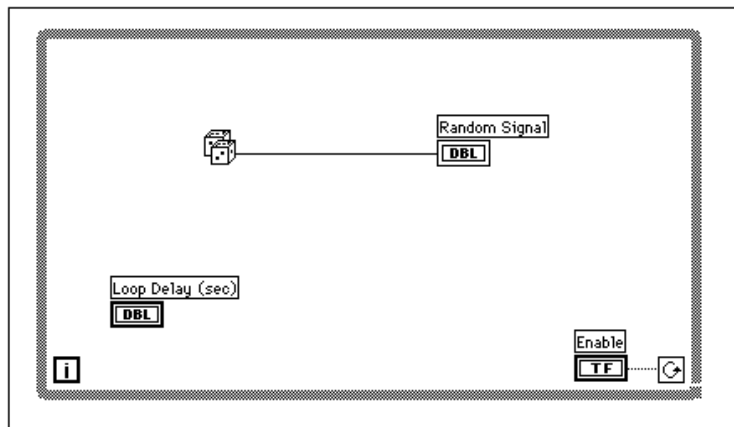 Random Signal
DBL
Loop Delay (sec)
DBL
Enable
TF
i